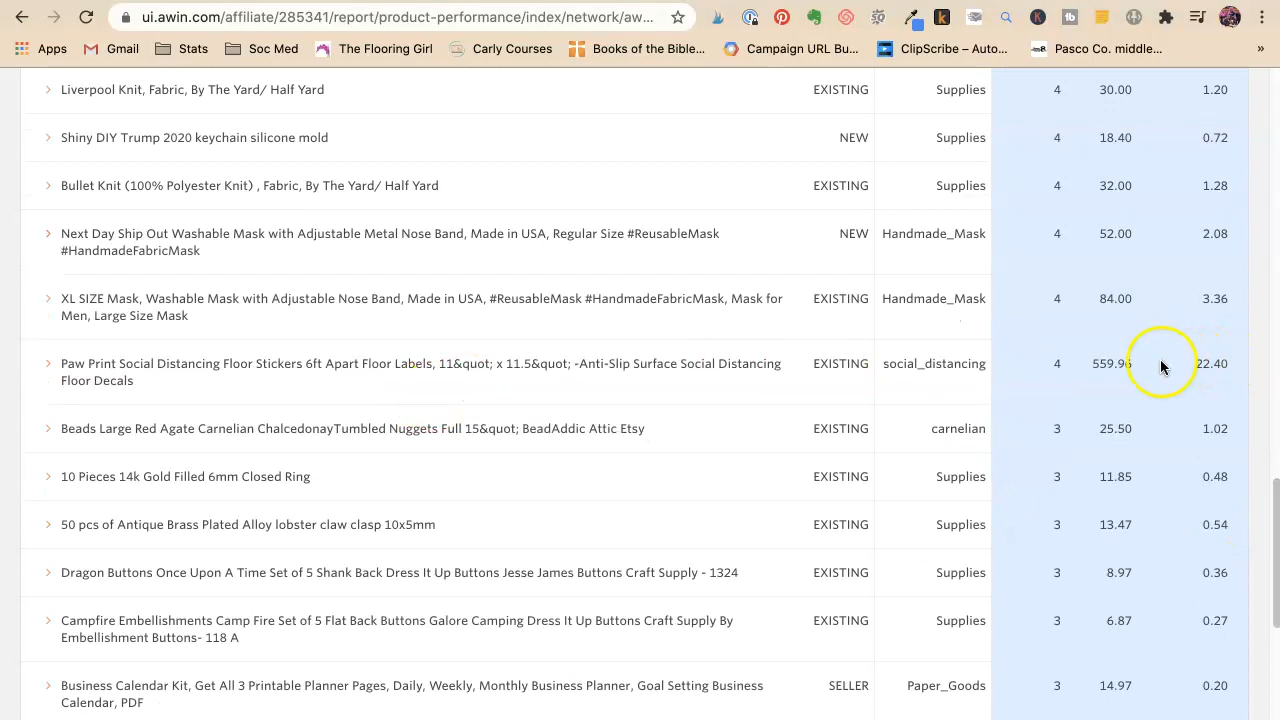 ui.awin.com/affiliate/285341/report/product-performance/index/network/aw...
Apps Gmail Stats Soc Med The Flooring Girl Carly Courses Books of the Bible... Campaign URL Bu... ClipScribe – Auto... Pasco Co. middle... »
Liverpool Knit, Fabric, By The Yard/ Half Yard EXISTING Supplies 4 30.00 1.20
Shiny DIY Trump 2020 keychain silicone mold NEW Supplies 4 18.40 0.72
Bullet Knit (100% Polyester Knit) , Fabric, By The Yard/ Half Yard EXISTING Supplies 4 32.00 1.28
Next Day Ship Out Washable Mask with Adjustable Metal Nose Band, Made in USA, Regular Size #ReusableMask NEW Handmade_Mask 4 52.00 2.08
#HandmadeFabricMask
XL SIZE Mask, Washable Mask with Adjustable Nose Band, Made in USA, #ReusableMask #HandmadeFabricMask, Mask for EXISTING Handmade_Mask 4 84.00 3.36
Men, Large Size Mask
Paw Print Social Distancing Floor Stickers 6ft Apart Floor Labels, 11&quot; x 11.5&quot; -Anti-Slip Surface Social Distancing EXISTING social_distancing 4 559.96 22.40
Floor Decals
Beads Large Red Agate Carnelian ChalcedonayTumbled Nuggets Full 15&quot; BeadAddic Attic Etsy EXISTING carnelian 3 25.50 1.02
10 Pieces 14k Gold Filled 6mm Closed Ring EXISTING Supplies 3 11.85 0.48
50 pcs of Antique Brass Plated Alloy lobster claw clasp 10x5mm EXISTING Supplies 3 13.47 0.54
Dragon Buttons Once Upon A Time Set of 5 Shank Back Dress It Up Buttons Jesse James Buttons Craft Supply - 1324 EXISTING Supplies 3 8.97 0.36
Campfire Embellishments Camp Fire Set of 5 Flat Back Buttons Galore Camping Dress It Up Buttons Craft Supply By EXISTING Supplies 3 6.87 0.27
Embellishment Buttons- 118 A
Business Calendar Kit, Get All 3 Printable Planner Pages, Daily, Weekly, Monthly Business Planner, Goal Setting Business SELLER Paper_Goods 3 14.97 0.20
Calendar, PDF